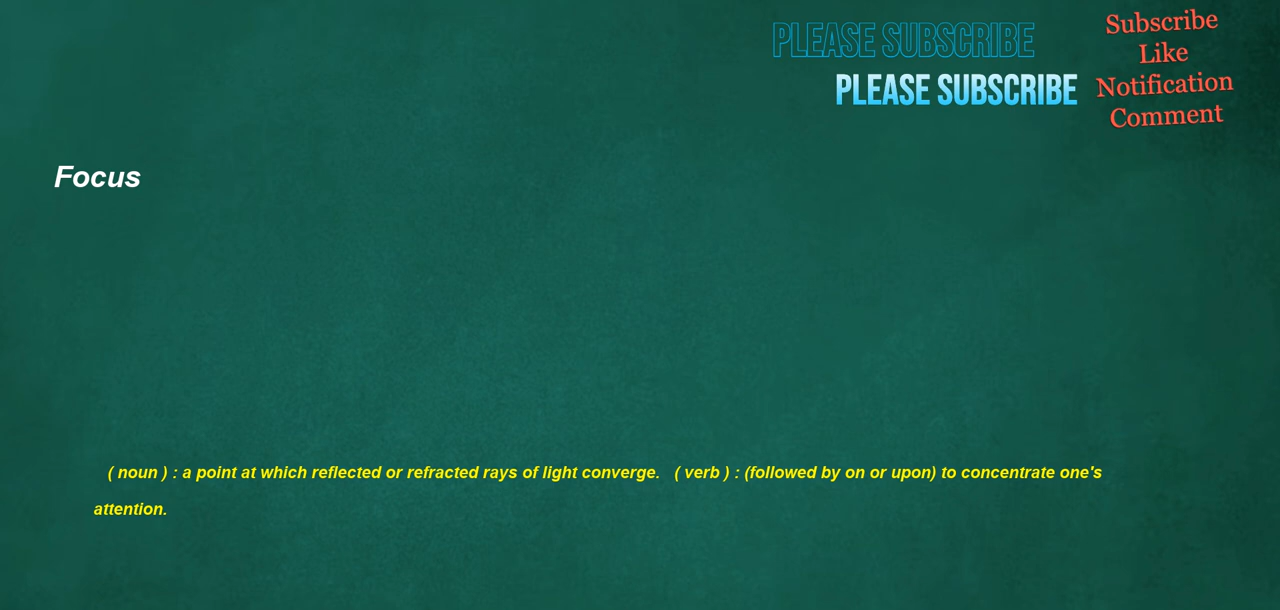 PLEASE SUBSCRIBE
PLEASE SUBSCRIBE
Subscribe
Like
Notification
Comment
Focus
( noun ) : a point at which reflected or refracted rays of light converge. ( verb ) : (followed by on or upon) to concentrate one's
attention.